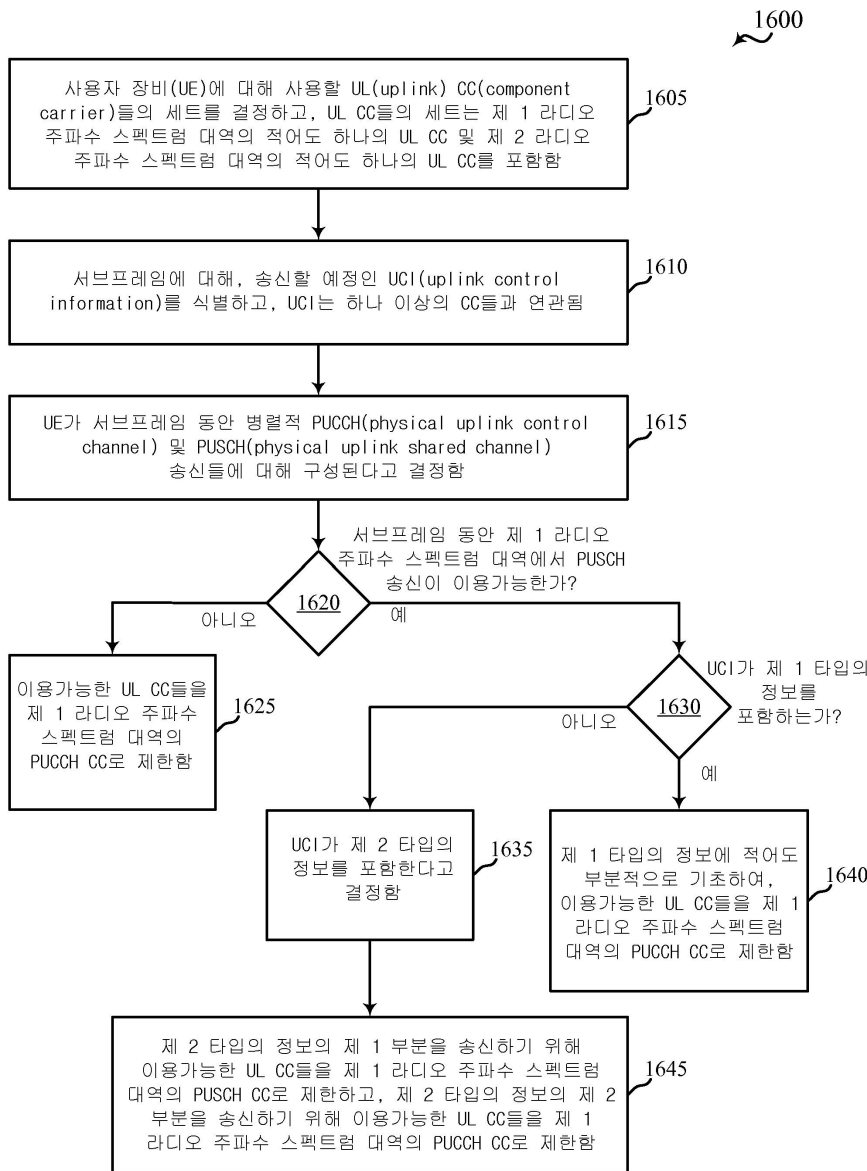 1600
사용자 장비(UE)에 대해 사용할 UL(uplink) CC(component
carrier)들의 세트를 결정하고, UL CC들의 세트는 제 1 라디오
주파수 스펙트럼 대역의 적어도 하나의 UL CC 및 제 2 라디오
주파수 스펙트럼 대역의 적어도 하나의 UL CC를 포함함
1605
서브프레임에 대해, 송신할 예정인 UCI(uplink control
information)를 식별하고, UCI는 하나 이상의 CC들과 연관됨
1610
UE가 서브프레임 동안 병렬적 PUCCH(physical uplink control
channel) 및 PUSCH(physical uplink shared channel)
송신들에 대해 구성된다고 결정함
1615
서브프레임 동안 제 1 라디오
주파수 스펙트럼 대역에서 PUSCH
송신이 이용가능한가?
1620
아니오
예
이용가능한 UL CC들을
제 1 라디오 주파수
스펙트럼 대역의
PUCCH CC로 제한함
1625
UCI가 제 1 타입의
정보를
포함하는가?
1630
아니오
예
UCI가 제 2 타입의
정보를 포함한다고
결정함
1635
제 1 타입의 정보에 적어도
부분적으로 기초하여,
이용가능한 UL CC들을 제 1
라디오 주파수 스펙트럼
대역의 PUCCH CC로 제한함
1640
제 2 타입의 정보의 제 1 부분을 송신하기 위해
이용가능한 UL CC들을 제 1 라디오 주파수 스펙트럼
대역의 PUSCH CC로 제한하고, 제 2 타입의 정보의 제 2
부분을 송신하기 위해 이용가능한 UL CC들을 제 1
라디오 주파수 스펙트럼 대역의 PUCCH CC로 제한함
1645